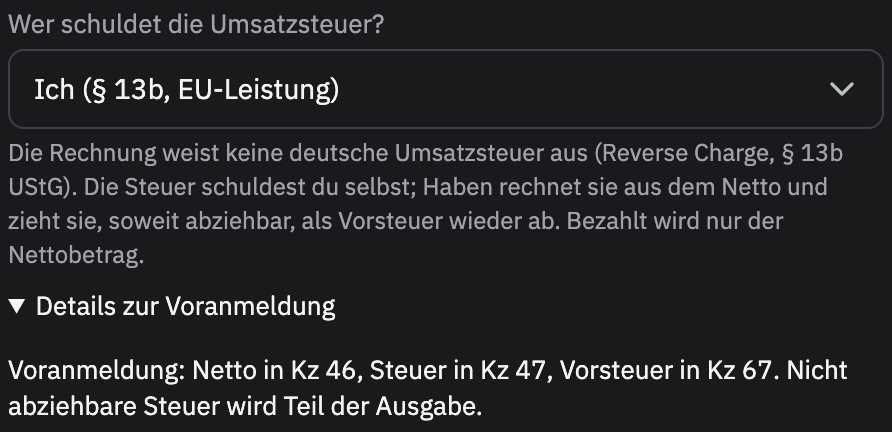 Wer schuldet die Umsatzsteuer?
Ich (§ 13b, EU-Leistung)
Die Rechnung weist keine deutsche Umsatzsteuer aus (Reverse Charge, § 13b
UStG). Die Steuer schuldest du selbst; Haben rechnet sie aus dem Netto und
zieht sie, soweit abziehbar, als Vorsteuer wieder ab. Bezahlt wird nur der
Nettobetrag.
▼ Details zur Voranmeldung
Voranmeldung: Netto in Kz 46, Steuer in Kz 47, Vorsteuer in Kz 67. Nicht
abziehbare Steuer wird Teil der Ausgabe.